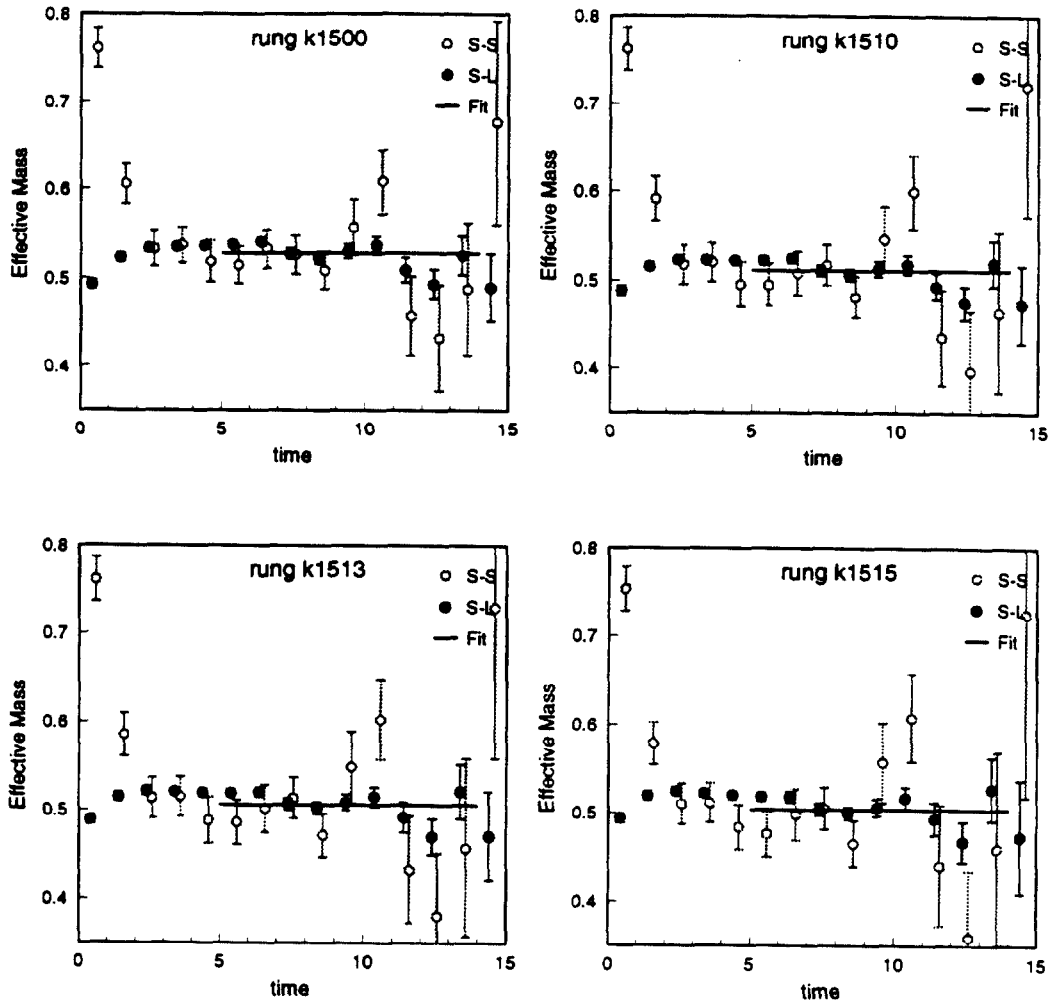 rung k1500
S-S
S-L
Fit
Effective Mass
0.8
0.7
0.6
0.5
0.4
0
5
10
15
time
rung k1510
S-S
S-L
Fit
Effective Mass
0.8
0.7
0.6
0.5
0.4
0
5
10
15
time
rung k1513
S-S
S-L
Fit
Effective Mass
0.8
0.7
0.6
0.5
0.4
0
5
10
15
time
rung k1515
S-S
S-L
Fit
Effective Mass
0.8
0.7
0.6
0.5
0.4
0
5
10
15
time